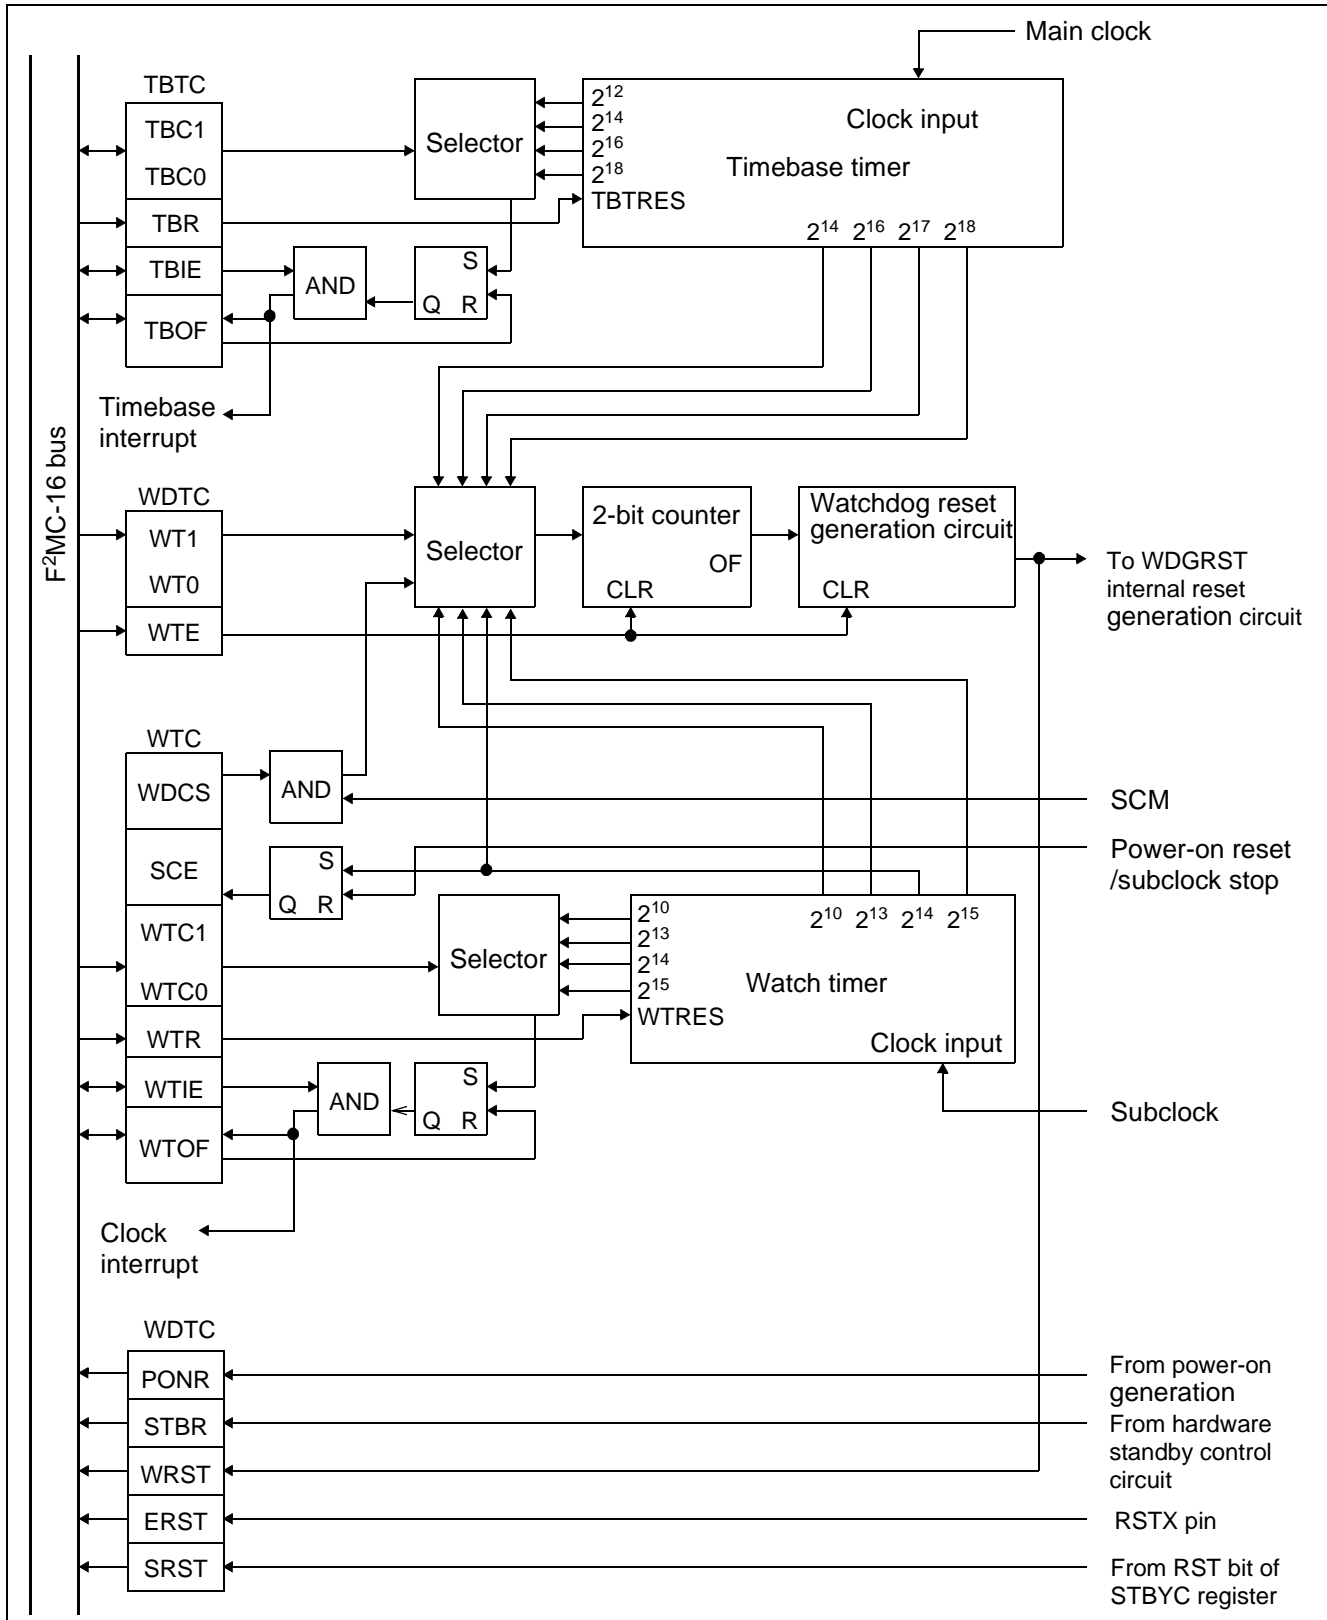 Main clock
TBTC
TBC1
TBC0
TBR
TBIE
TBOF
Selector
2^12
2^14
2^16
2^18
TBTRES
Clock input
Timebase timer
2^14 2^16 2^17 2^18
AND
S
Q R
Timebase
interrupt
F²MC-16 bus
WDTC
WT1
WT0
WTE
Selector
2-bit counter
OF
CLR
Watchdog reset
generation circuit
CLR
To WDGRST
internal reset
generation circuit
WTC
WDCS
SCE
WTC1
WTC0
WTR
WTIE
WTOF
AND
SCM
S
Q R
Power-on reset
/subclock stop
Selector
2^10
2^13
2^14
2^15
WTRES
2^10 2^13 2^14 2^15
Watch timer
Clock input
AND
S
Q R
Subclock
Clock
interrupt
WDTC
PONR
STBR
WRST
ERST
SRST
From power-on
generation
From hardware
standby control
circuit
RSTX pin
From RST bit of
STBYC register